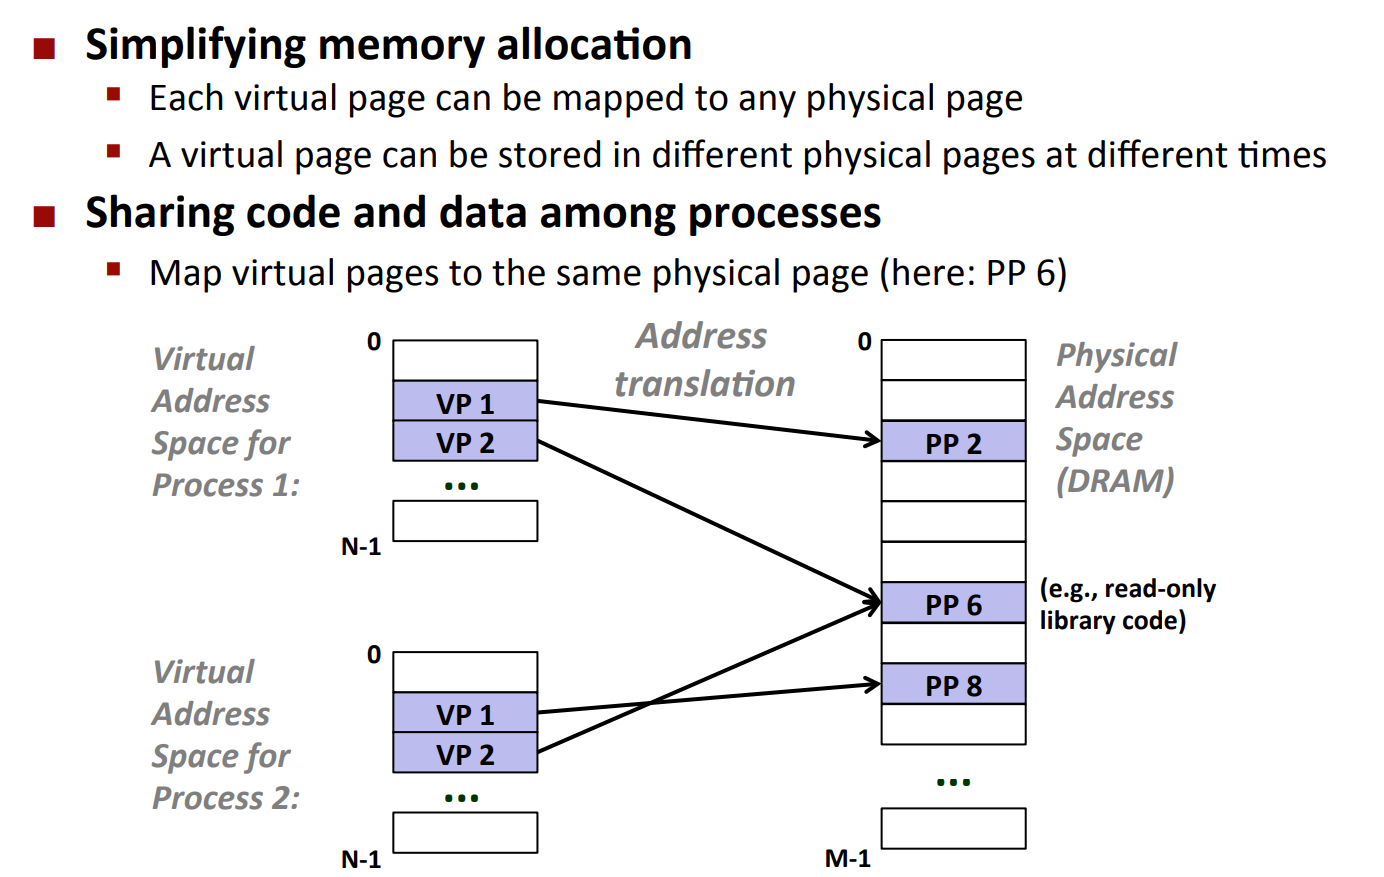 Simplifying memory allocation
Each virtual page can be mapped to any physical page
A virtual page can be stored in different physical pages at different times
Sharing code and data among processes
Map virtual pages to the same physical page (here: PP 6)
Virtual
Address
Space for
Process 1:
0
VP 1
VP 2
...
N-1
Address
translation
0
PP 2
PP 6
PP 8
...
M-1
Physical
Address
Space
(DRAM)
(e.g., read-only
library code)
Virtual
Address
Space for
Process 2:
0
VP 1
VP 2
...
N-1